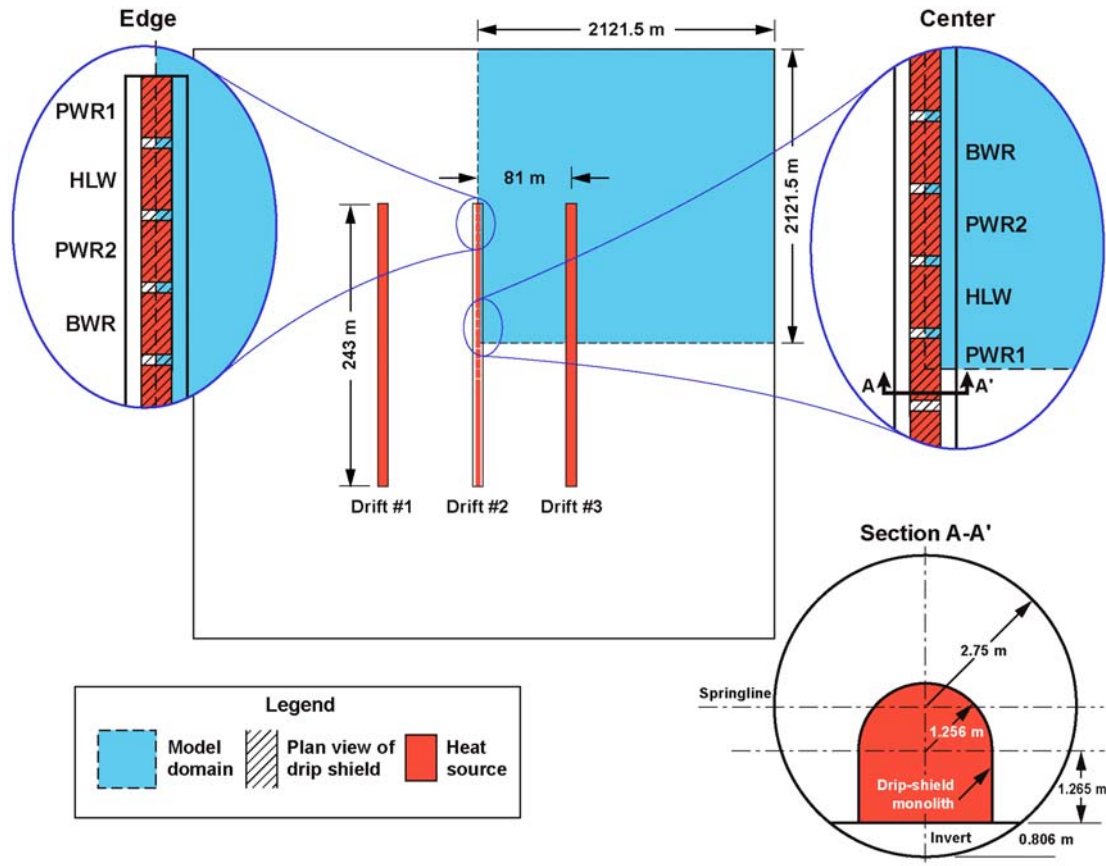 Edge
PWR1
HLW
PWR2
BWR
2121.5 m
81 m
2121.5 m
243 m
Drift #1
Drift #2
Drift #3
Center
BWR
PWR2
HLW
PWR1
A
A'
Section A-A'
2.75 m
Springline
1.256 m
Drip-shield
monolith
1.265 m
Invert
0.806 m
Legend
Model
domain
Plan view of
drip shield
Heat
source